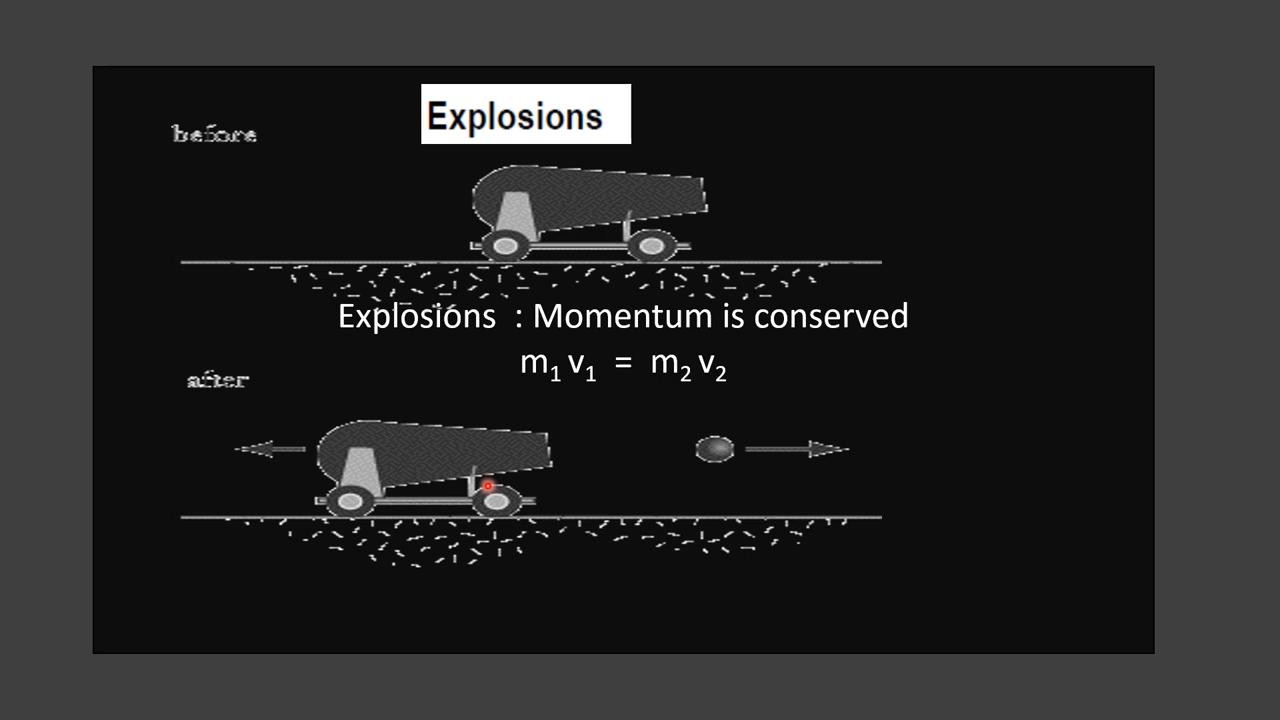 Explosions
before
Explosions : Momentum is conserved
m₁ v₁ = m₂ v₂
after